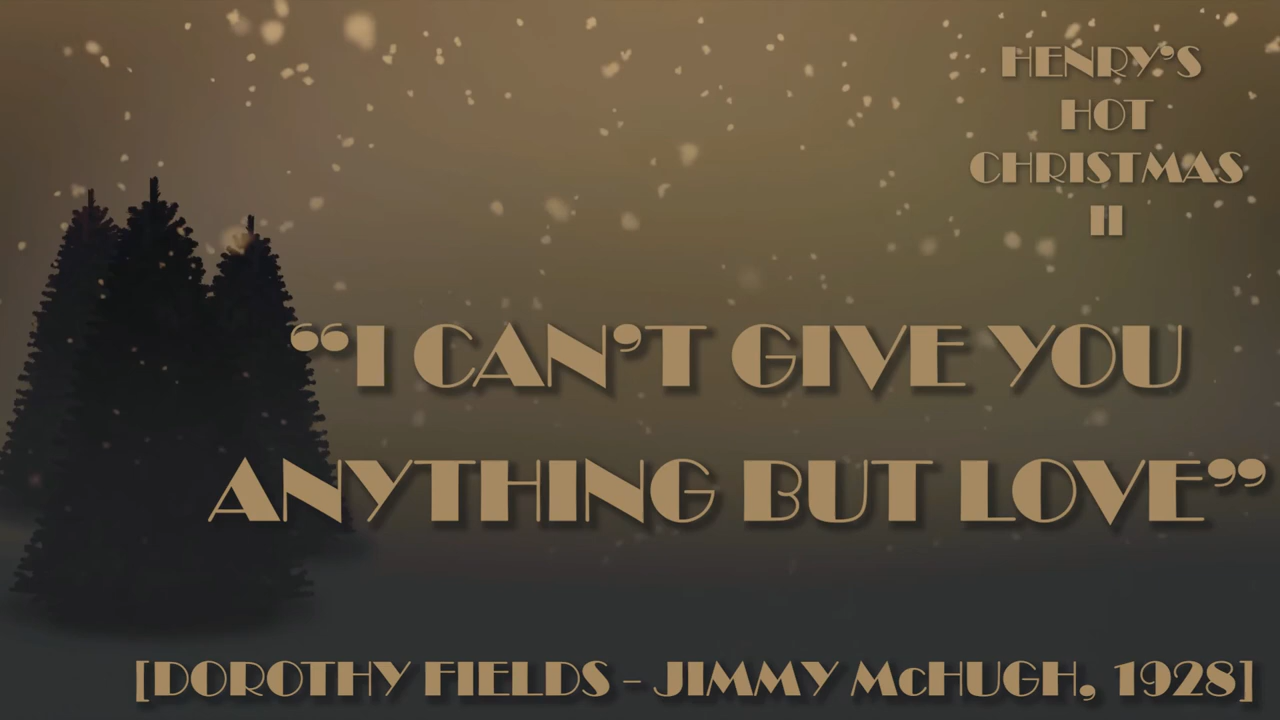 HENRY’S
HOT
CHRISTMAS
II
“I CAN’T GIVE YOU
ANYTHING BUT LOVE”
[DOROTHY FIELDS – JIMMY McHUGH, 1928]